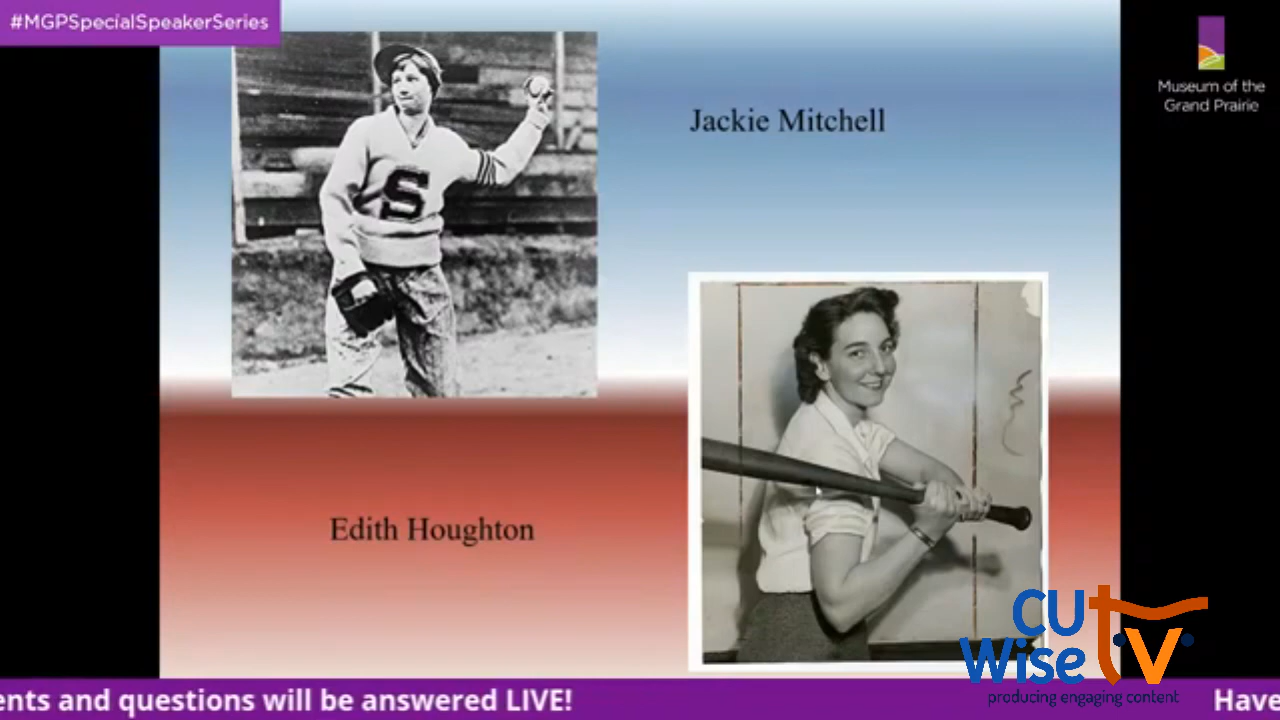 #MGPSpecialSpeakerSeries
Museum of the
Grand Prairie
Jackie Mitchell
S
Edith Houghton
CU
Wise tv
producing engaging content
ents and questions will be answered LIVE!
Have